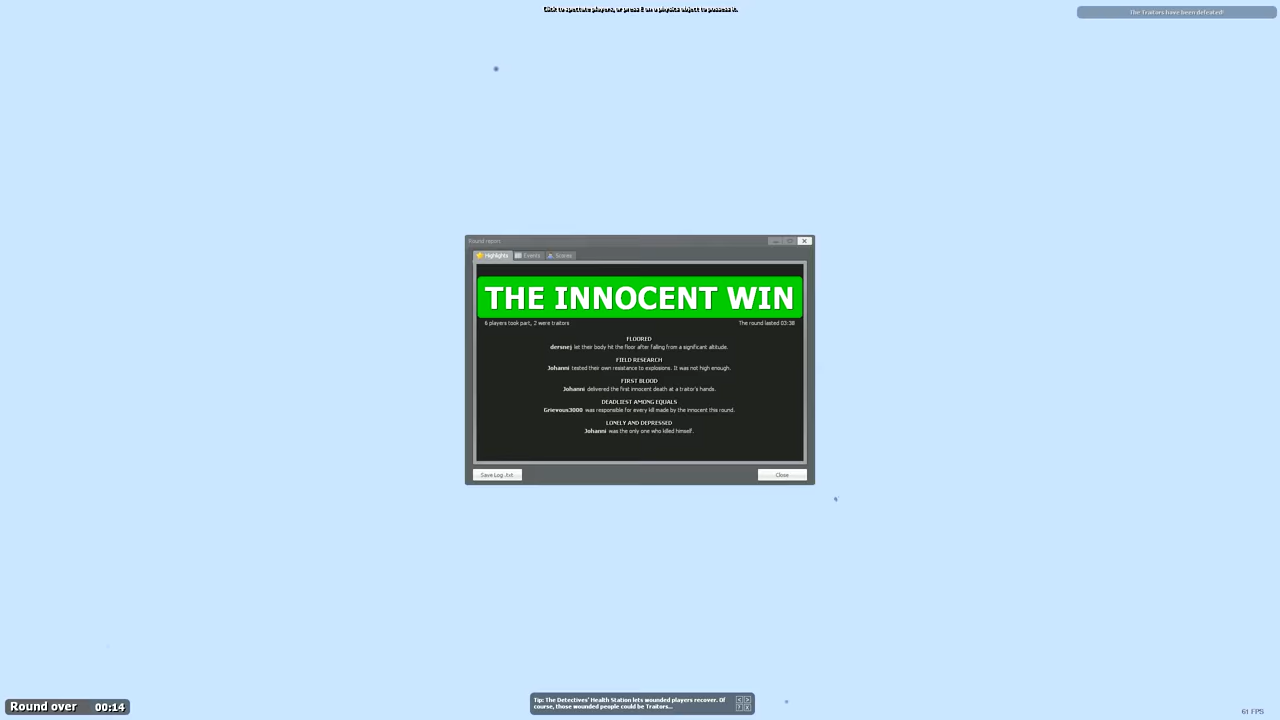 Click to spectate players, or press E on a physics object to possess it.
The Traitors have been defeated!
Round report
Highlights
Events
Scores
THE INNOCENT WIN
6 players took part, 2 were traitors
The round lasted 03:38
FLOORED
dersnej let their body hit the floor after falling from a significant altitude.
FIELD RESEARCH
Johanni tested their own resistance to explosions. It was not high enough.
FIRST BLOOD
Johanni delivered the first innocent death at a traitor's hands.
DEADLIEST AMONG EQUALS
Grievous3000 was responsible for every kill made by the innocent this round.
LONELY AND DEPRESSED
Johanni was the only one who killed himself.
Save Log .txt
Close
Tip: The Detectives' Health Station lets wounded players recover. Of
course, those wounded people could be Traitors...
Round over 00:14
61 FPS